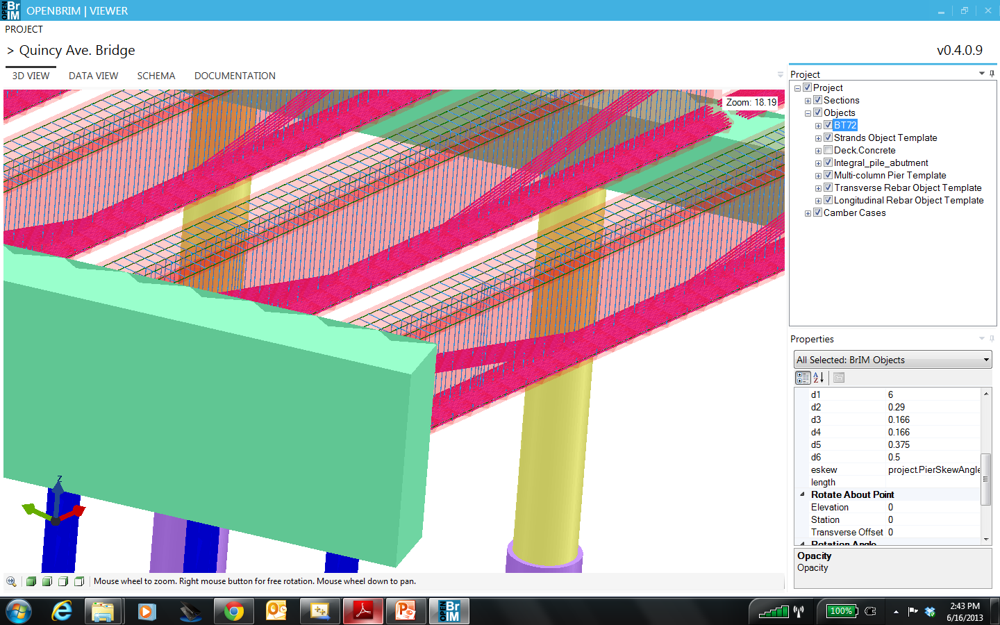 OPEN BrIM OPENBRIM | VIEWER
PROJECT
> Quincy Ave. Bridge
v0.4.0.9
3D VIEW DATA VIEW SCHEMA DOCUMENTATION
Zoom: 18.19
Z
Mouse wheel to zoom. Right mouse button for free rotation. Mouse wheel down to pan.
Project
Project
Sections
Objects
BT72
Strands Object Template
Deck.Concrete
Integral_pile_abutment
Multi-column Pier Template
Transverse Rebar Object Template
Longitudinal Rebar Object Template
Camber Cases
Properties
All Selected: BrIM Objects
d1 6
d2 0.29
d3 0.166
d4 0.166
d5 0.375
d6 0.5
eskew project.PierSkewAngle
length
Rotate About Point
Elevation 0
Station 0
Transverse Offset 0
Rotation Angle
Opacity
Opacity
OPEN BrIM
100%
2:43 PM
6/16/2013